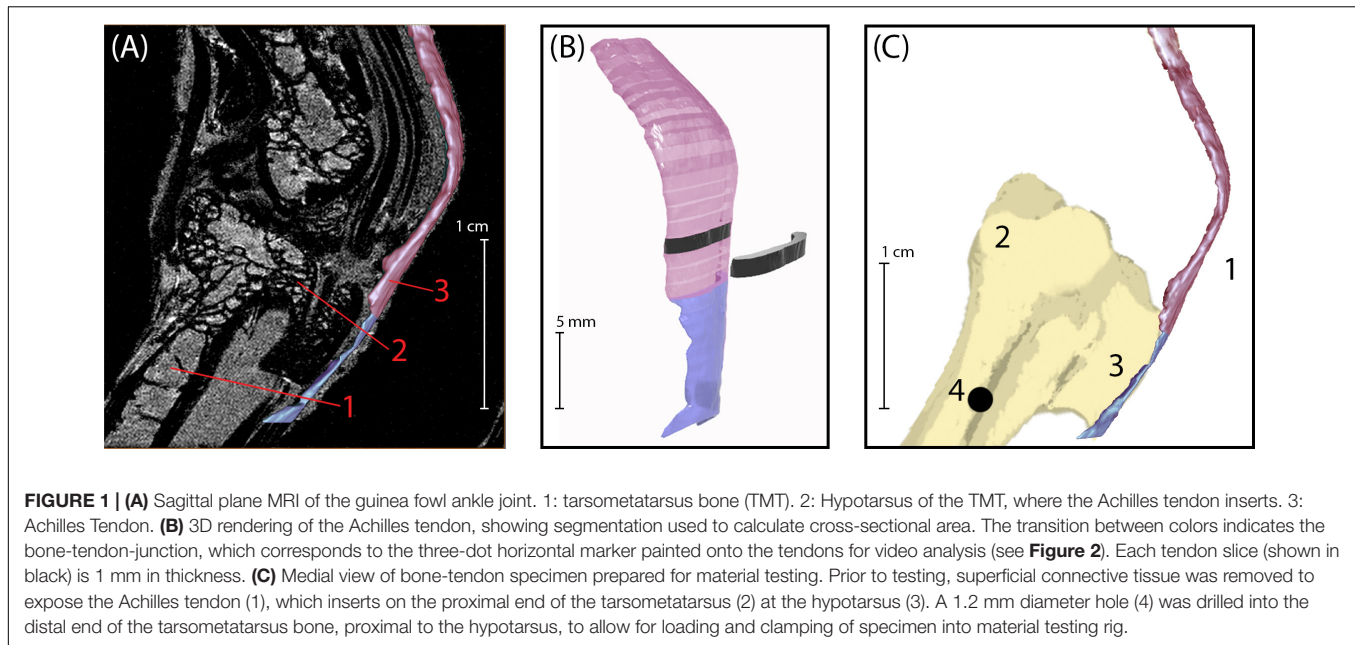 (A)
1 cm
3
2
1
(B)
5 mm
(C)
2
1
1 cm
3
4
FIGURE 1 | (A) Sagittal plane MRI of the guinea fowl ankle joint. 1: tarsometatarsus bone (TMT). 2: Hypotarsus of the TMT, where the Achilles tendon inserts. 3:
Achilles Tendon. (B) 3D rendering of the Achilles tendon, showing segmentation used to calculate cross-sectional area. The transition between colors indicates the
bone-tendon-junction, which corresponds to the three-dot horizontal marker painted onto the tendons for video analysis (see Figure 2). Each tendon slice (shown in
black) is 1 mm in thickness. (C) Medial view of bone-tendon specimen prepared for material testing. Prior to testing, superficial connective tissue was removed to
expose the Achilles tendon (1), which inserts on the proximal end of the tarsometatarsus (2) at the hypotarsus (3). A 1.2 mm diameter hole (4) was drilled into the
distal end of the tarsometatarsus bone, proximal to the hypotarsus, to allow for loading and clamping of specimen into material testing rig.